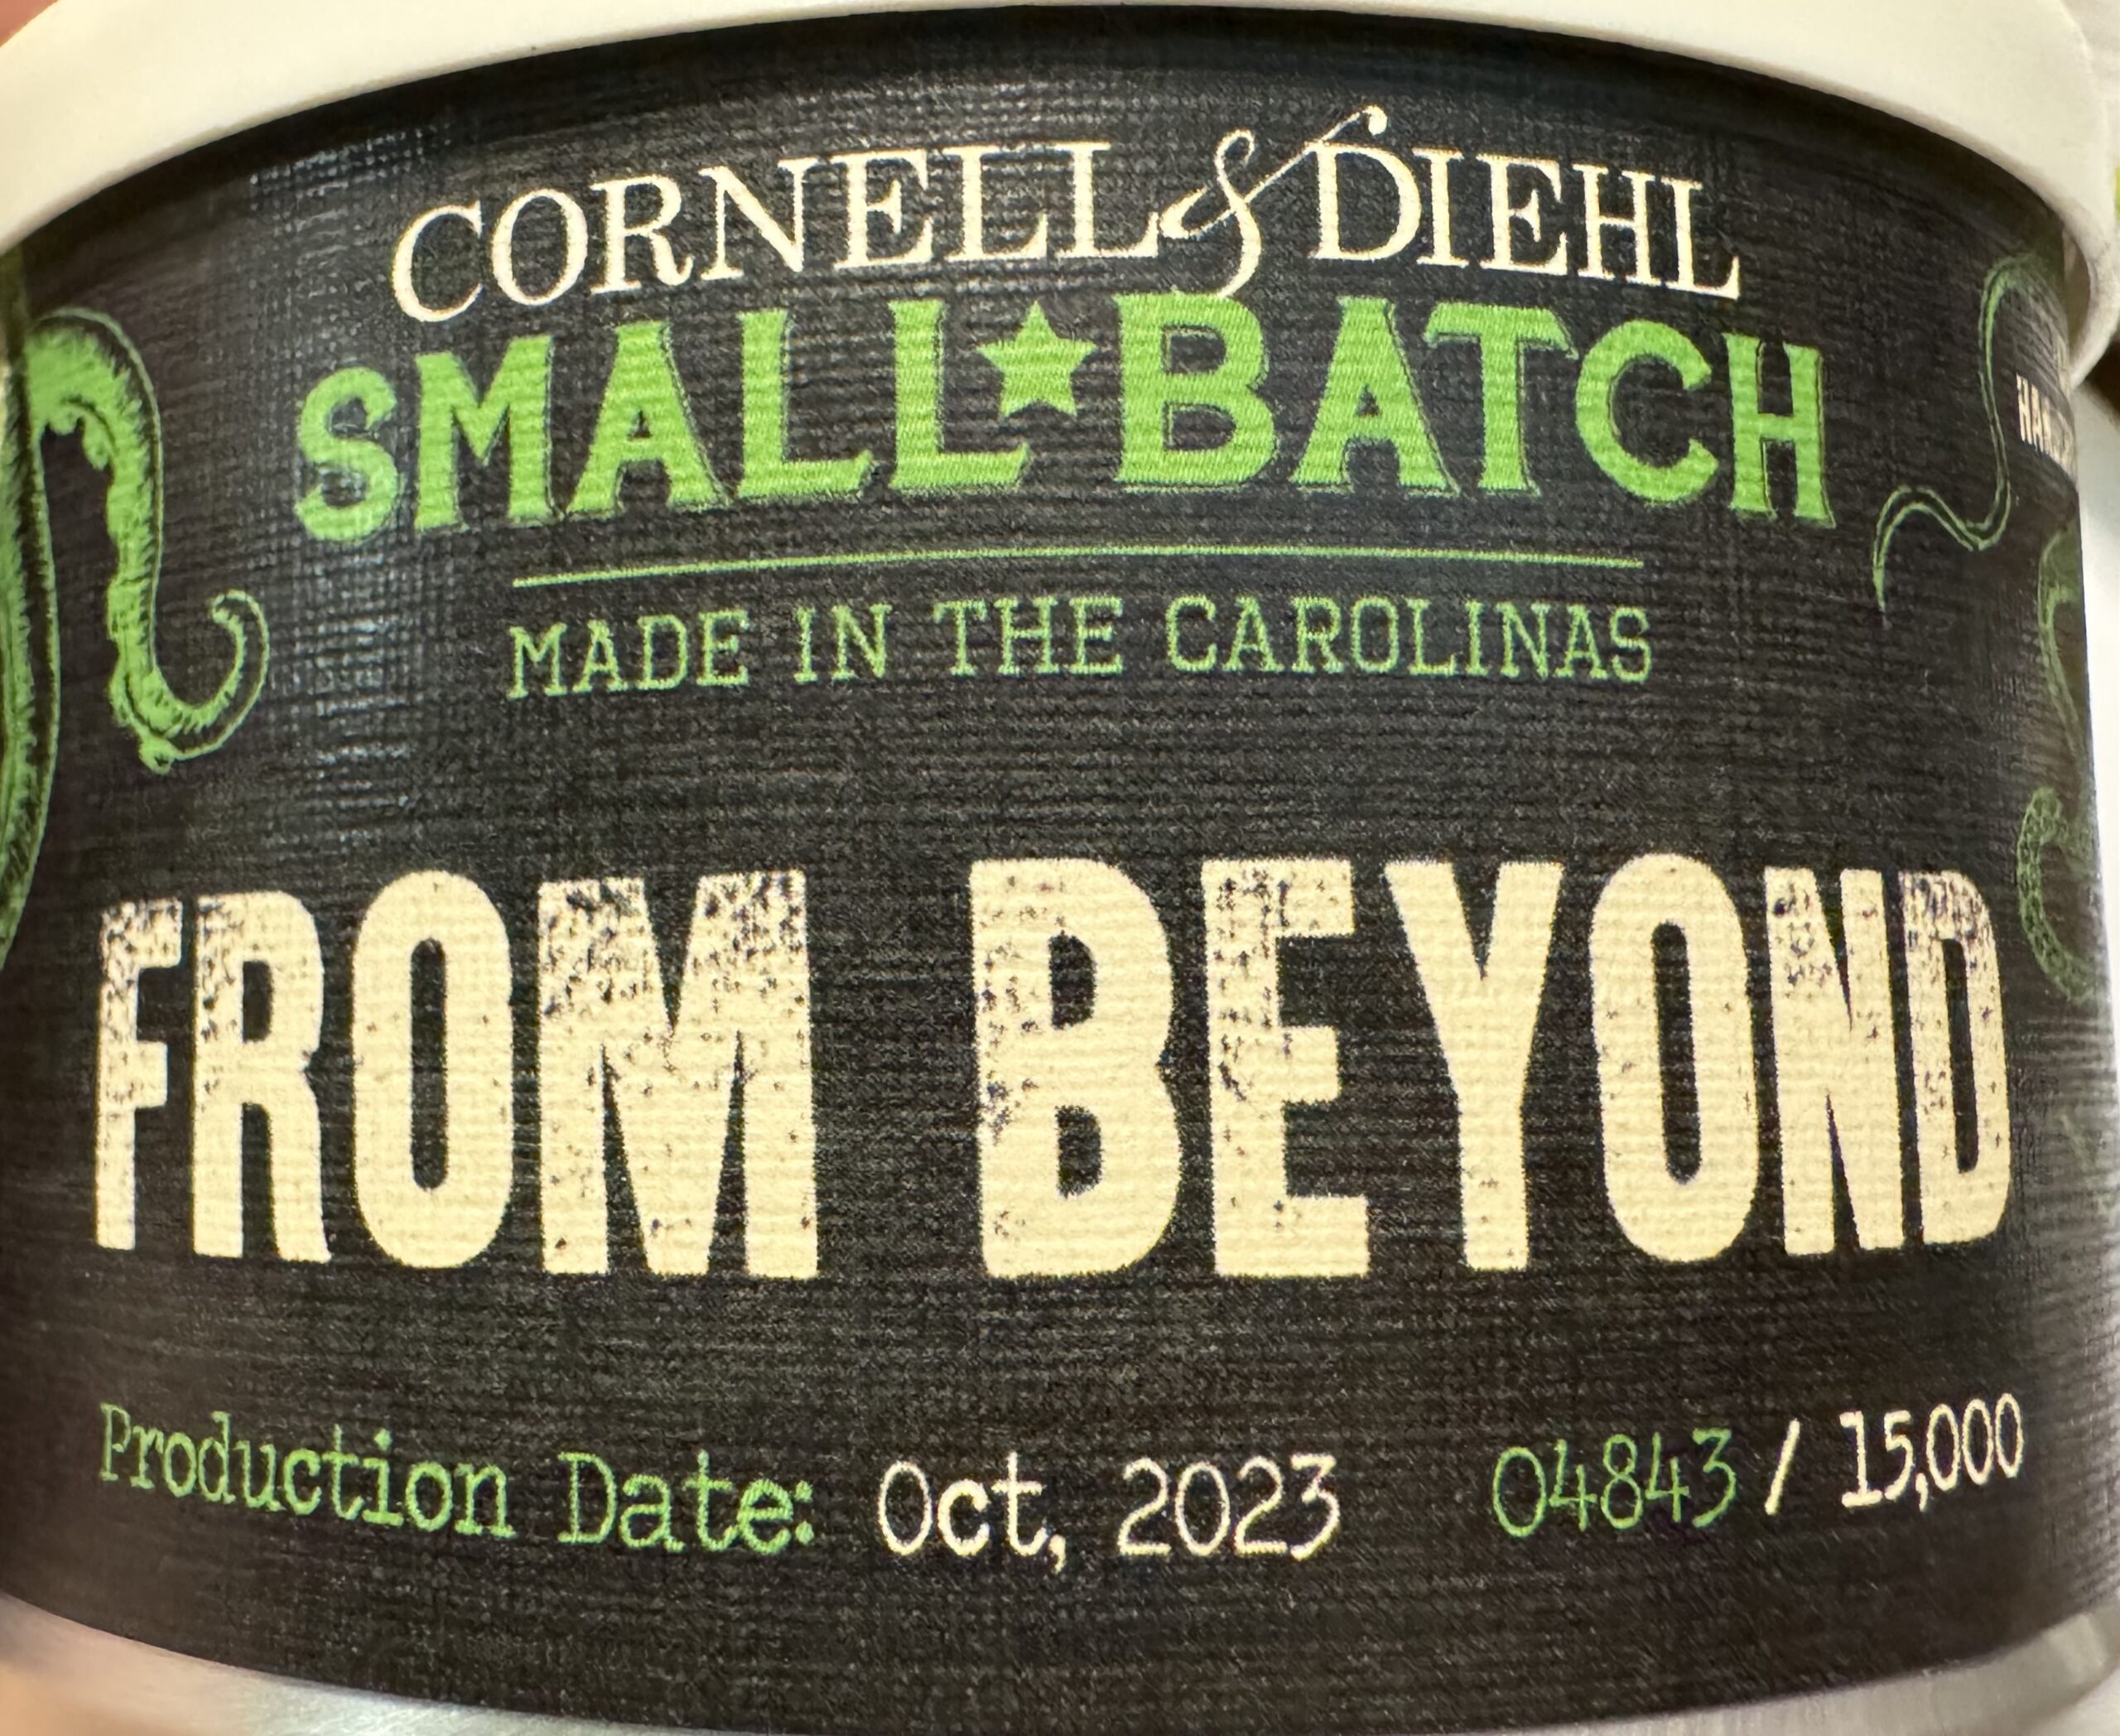 CORNELL & DIEHL
SMALL★BATCH
MADE IN THE CAROLINAS
FROM BEYOND
Production Date: Oct, 2023 04843 / 15,000